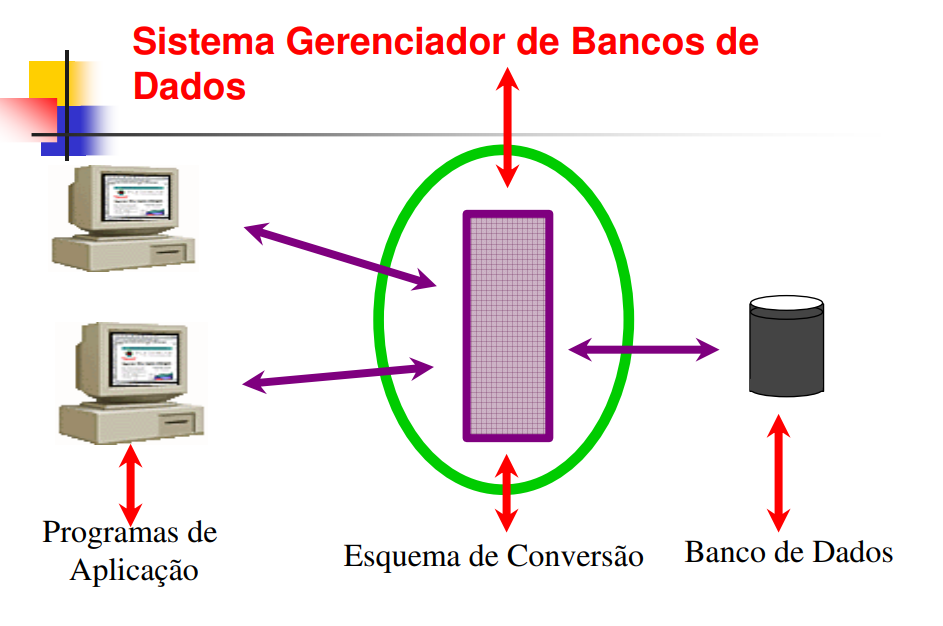 Sistema Gerenciador de Bancos de
Dados
Programas de
Aplicação
Esquema de Conversão
Banco de Dados